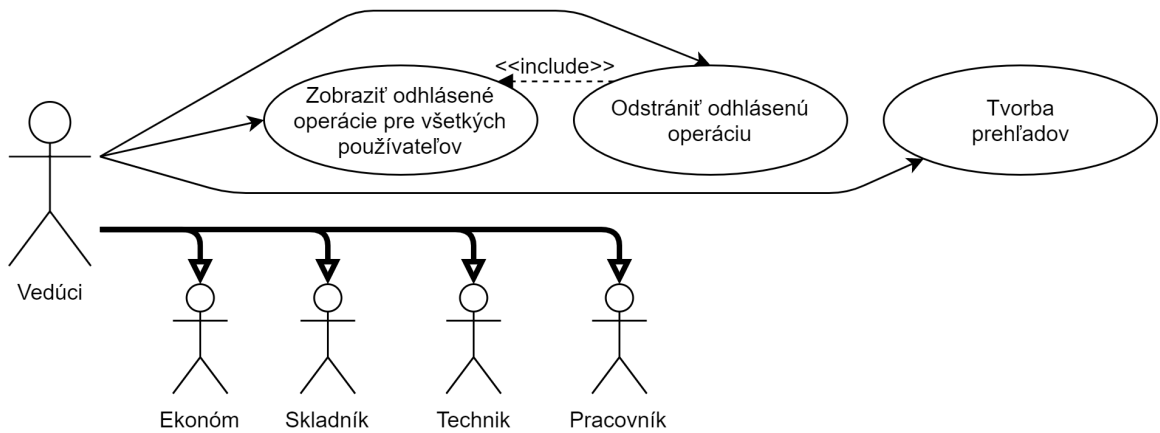 <<include>>
Zobraziť odhlásené
operácie pre všetkých
používateľov
Odstrániť odhlásenú
operáciu
Tvorba
prehľadov
Vedúci
Ekonóm
Skladník
Technik
Pracovník